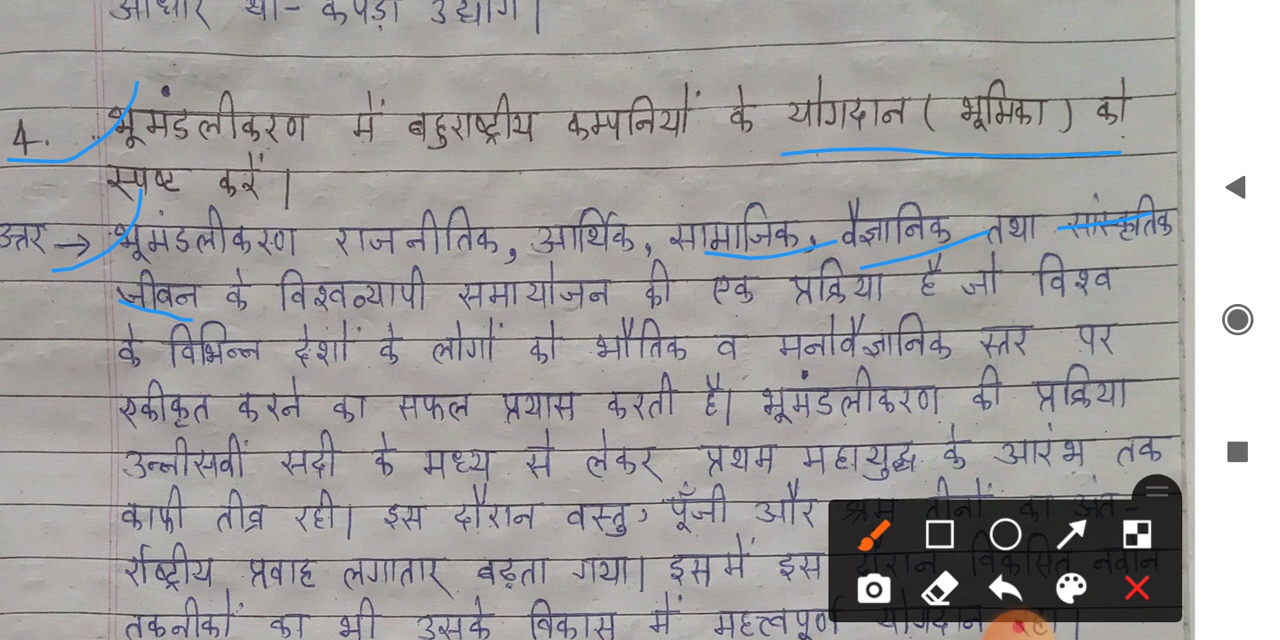 आधार था - कपड़ा उद्योग।
4. भूमंडलीकरण में बहुराष्ट्रीय कम्पनियों के योगदान ( भूमिका ) को
स्पष्ट करें।
उत्तर → भूमंडलीकरण राजनीतिक, आर्थिक, सामाजिक, वैज्ञानिक तथा सांस्कृतिक
जीवन के विश्वव्यापी समायोजन की एक प्रक्रिया है जो विश्व
के विभिन्न देशों के लोगों को भौतिक व मनोवैज्ञानिक स्तर पर
एकीकृत करने का सफल प्रयास करती है। भूमंडलीकरण की प्रक्रिया
उन्नीसवीं सदी के मध्य से लेकर प्रथम महायुद्ध के आरंभ तक
काफी तीव्र रही। इस दौरान वस्तु, पूँजी और श्रम तीनों का अंत-
र्राष्ट्रीय प्रवाह लगातार बढ़ता गया। इसमें इस दौरान विकसित नवीन
तकनीकों का भी उसके विकास में महत्वपूर्ण योगदान रहा।